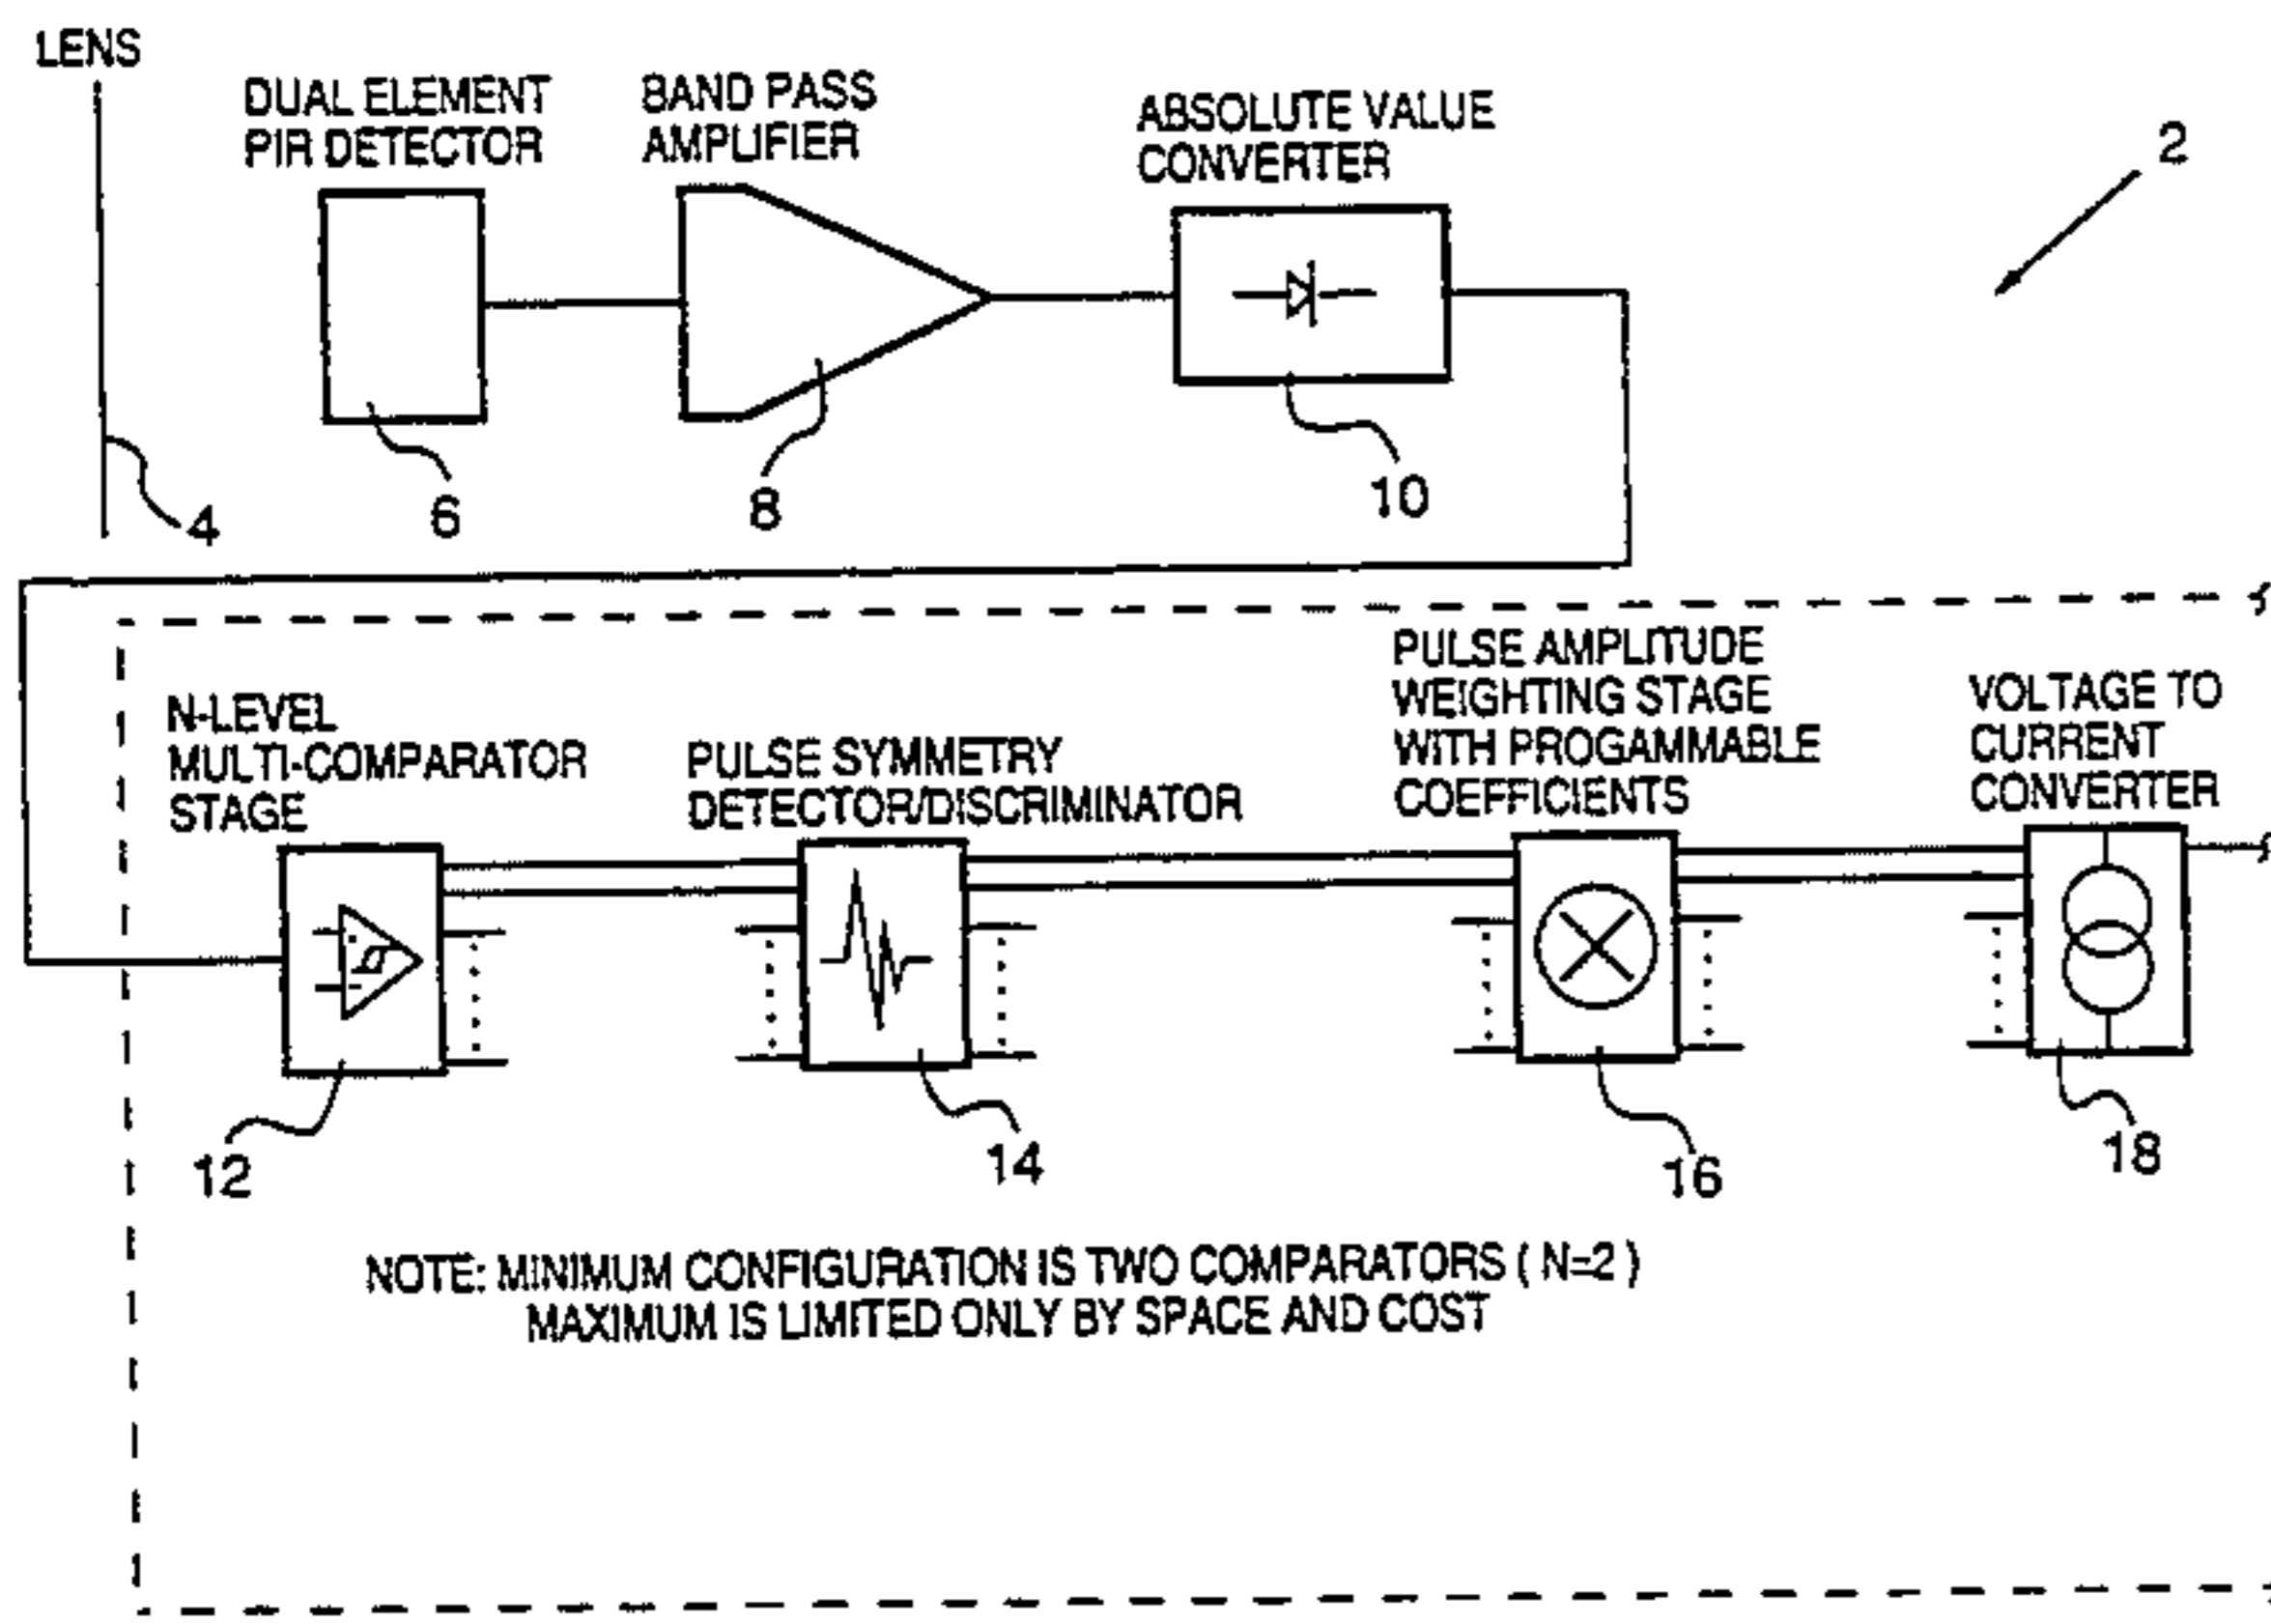 LENS
DUAL ELEMENT
PIR DETECTOR
BAND PASS
AMPLIFIER
ABSOLUTE VALUE
CONVERTER
2
4
6
8
10
N-LEVEL
MULTI-COMPARATOR
STAGE
PULSE SYMMETRY
DETECTOR/DISCRIMINATOR
PULSE AMPLITUDE
WEIGHTING STAGE
WITH PROGAMMABLE
COEFFICIENTS
VOLTAGE TO
CURRENT
CONVERTER
12
14
16
18
NOTE: MINIMUM CONFIGURATION IS TWO COMPARATORS ( N=2 )
MAXIMUM IS LIMITED ONLY BY SPACE AND COST